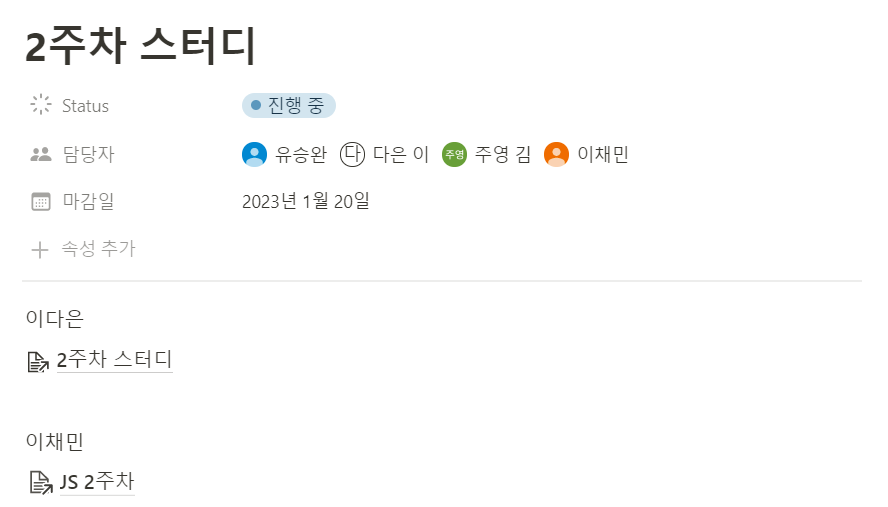 2주차 스터디
Status 진행 중
담당자 유승완 다 다은 이 주영 주영 김 이채민
마감일 2023년 1월 20일
속성 추가
이다은
2주차 스터디
이채민
JS 2주차